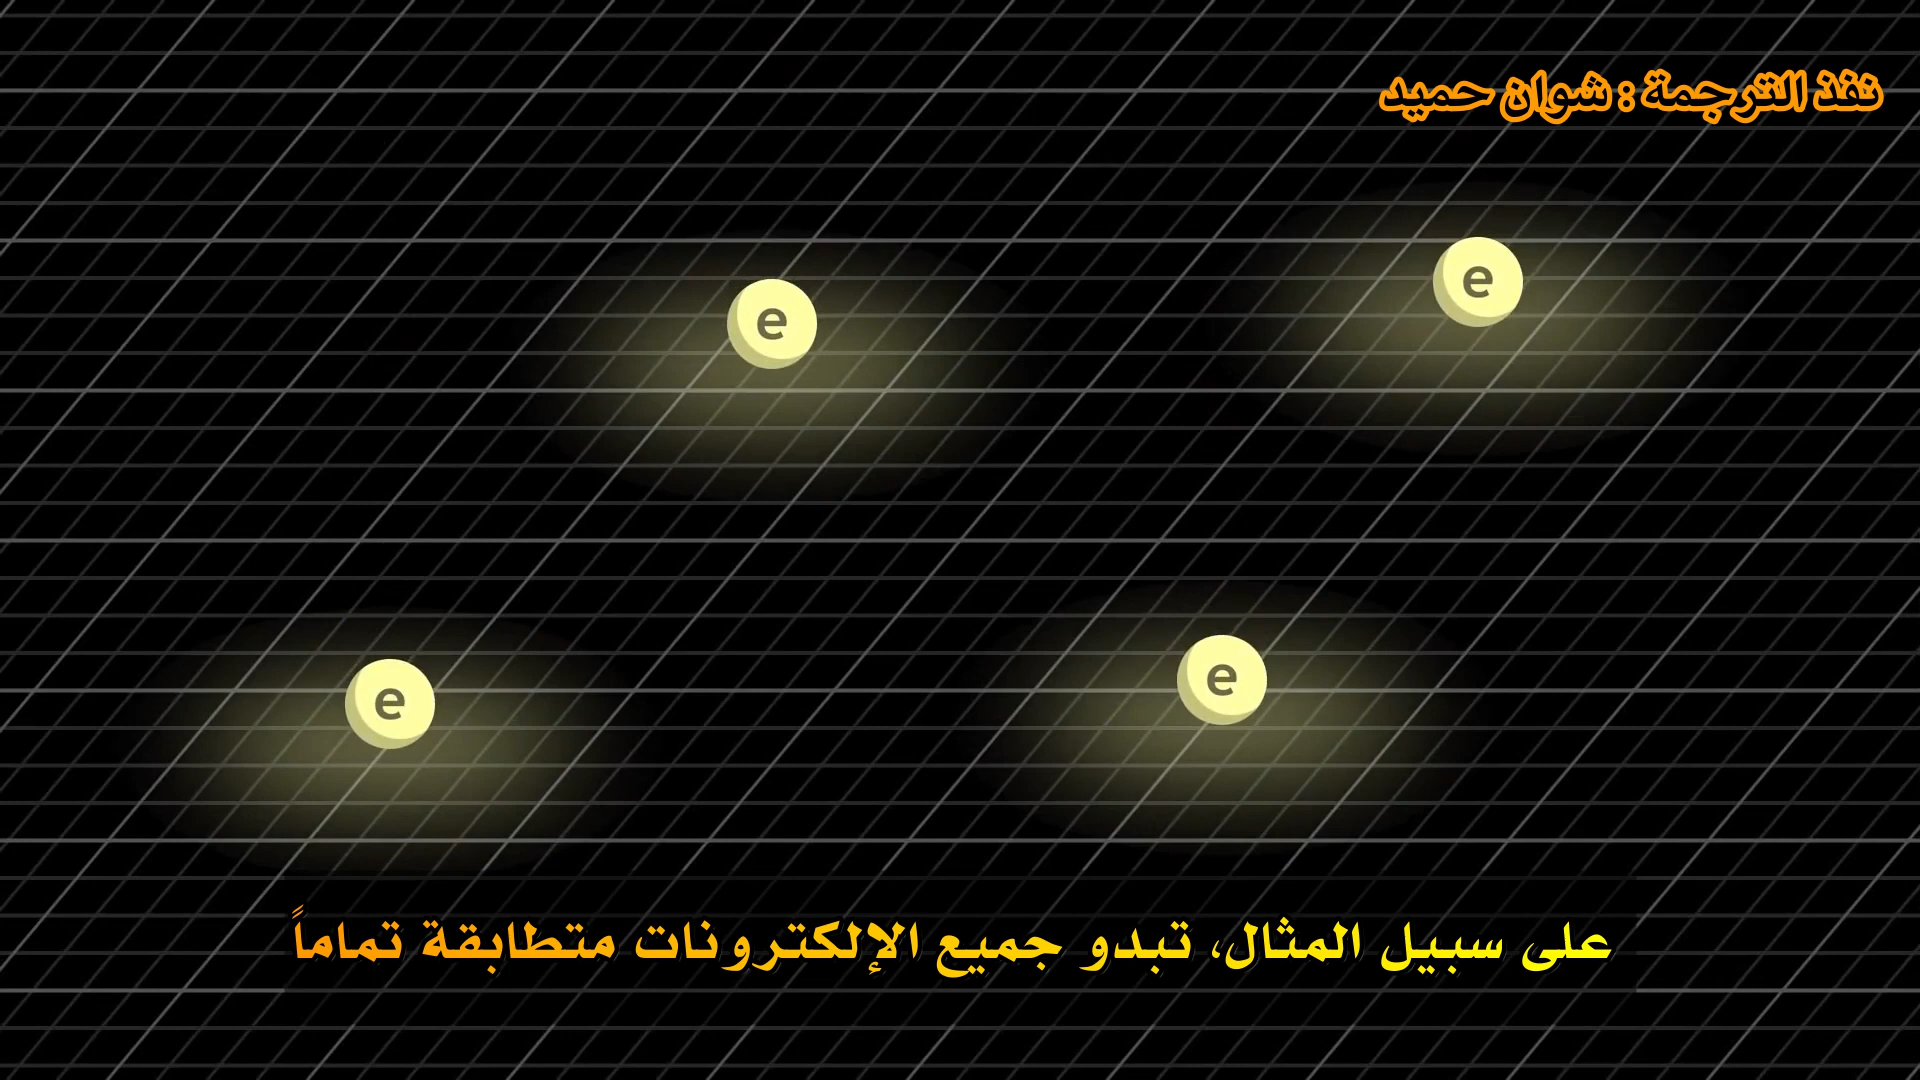 نفذ الترجمة : شوان حميد
e
e
e
e
على سبيل المثال، تبدو جميع الإلكترونات متطابقة تماماً